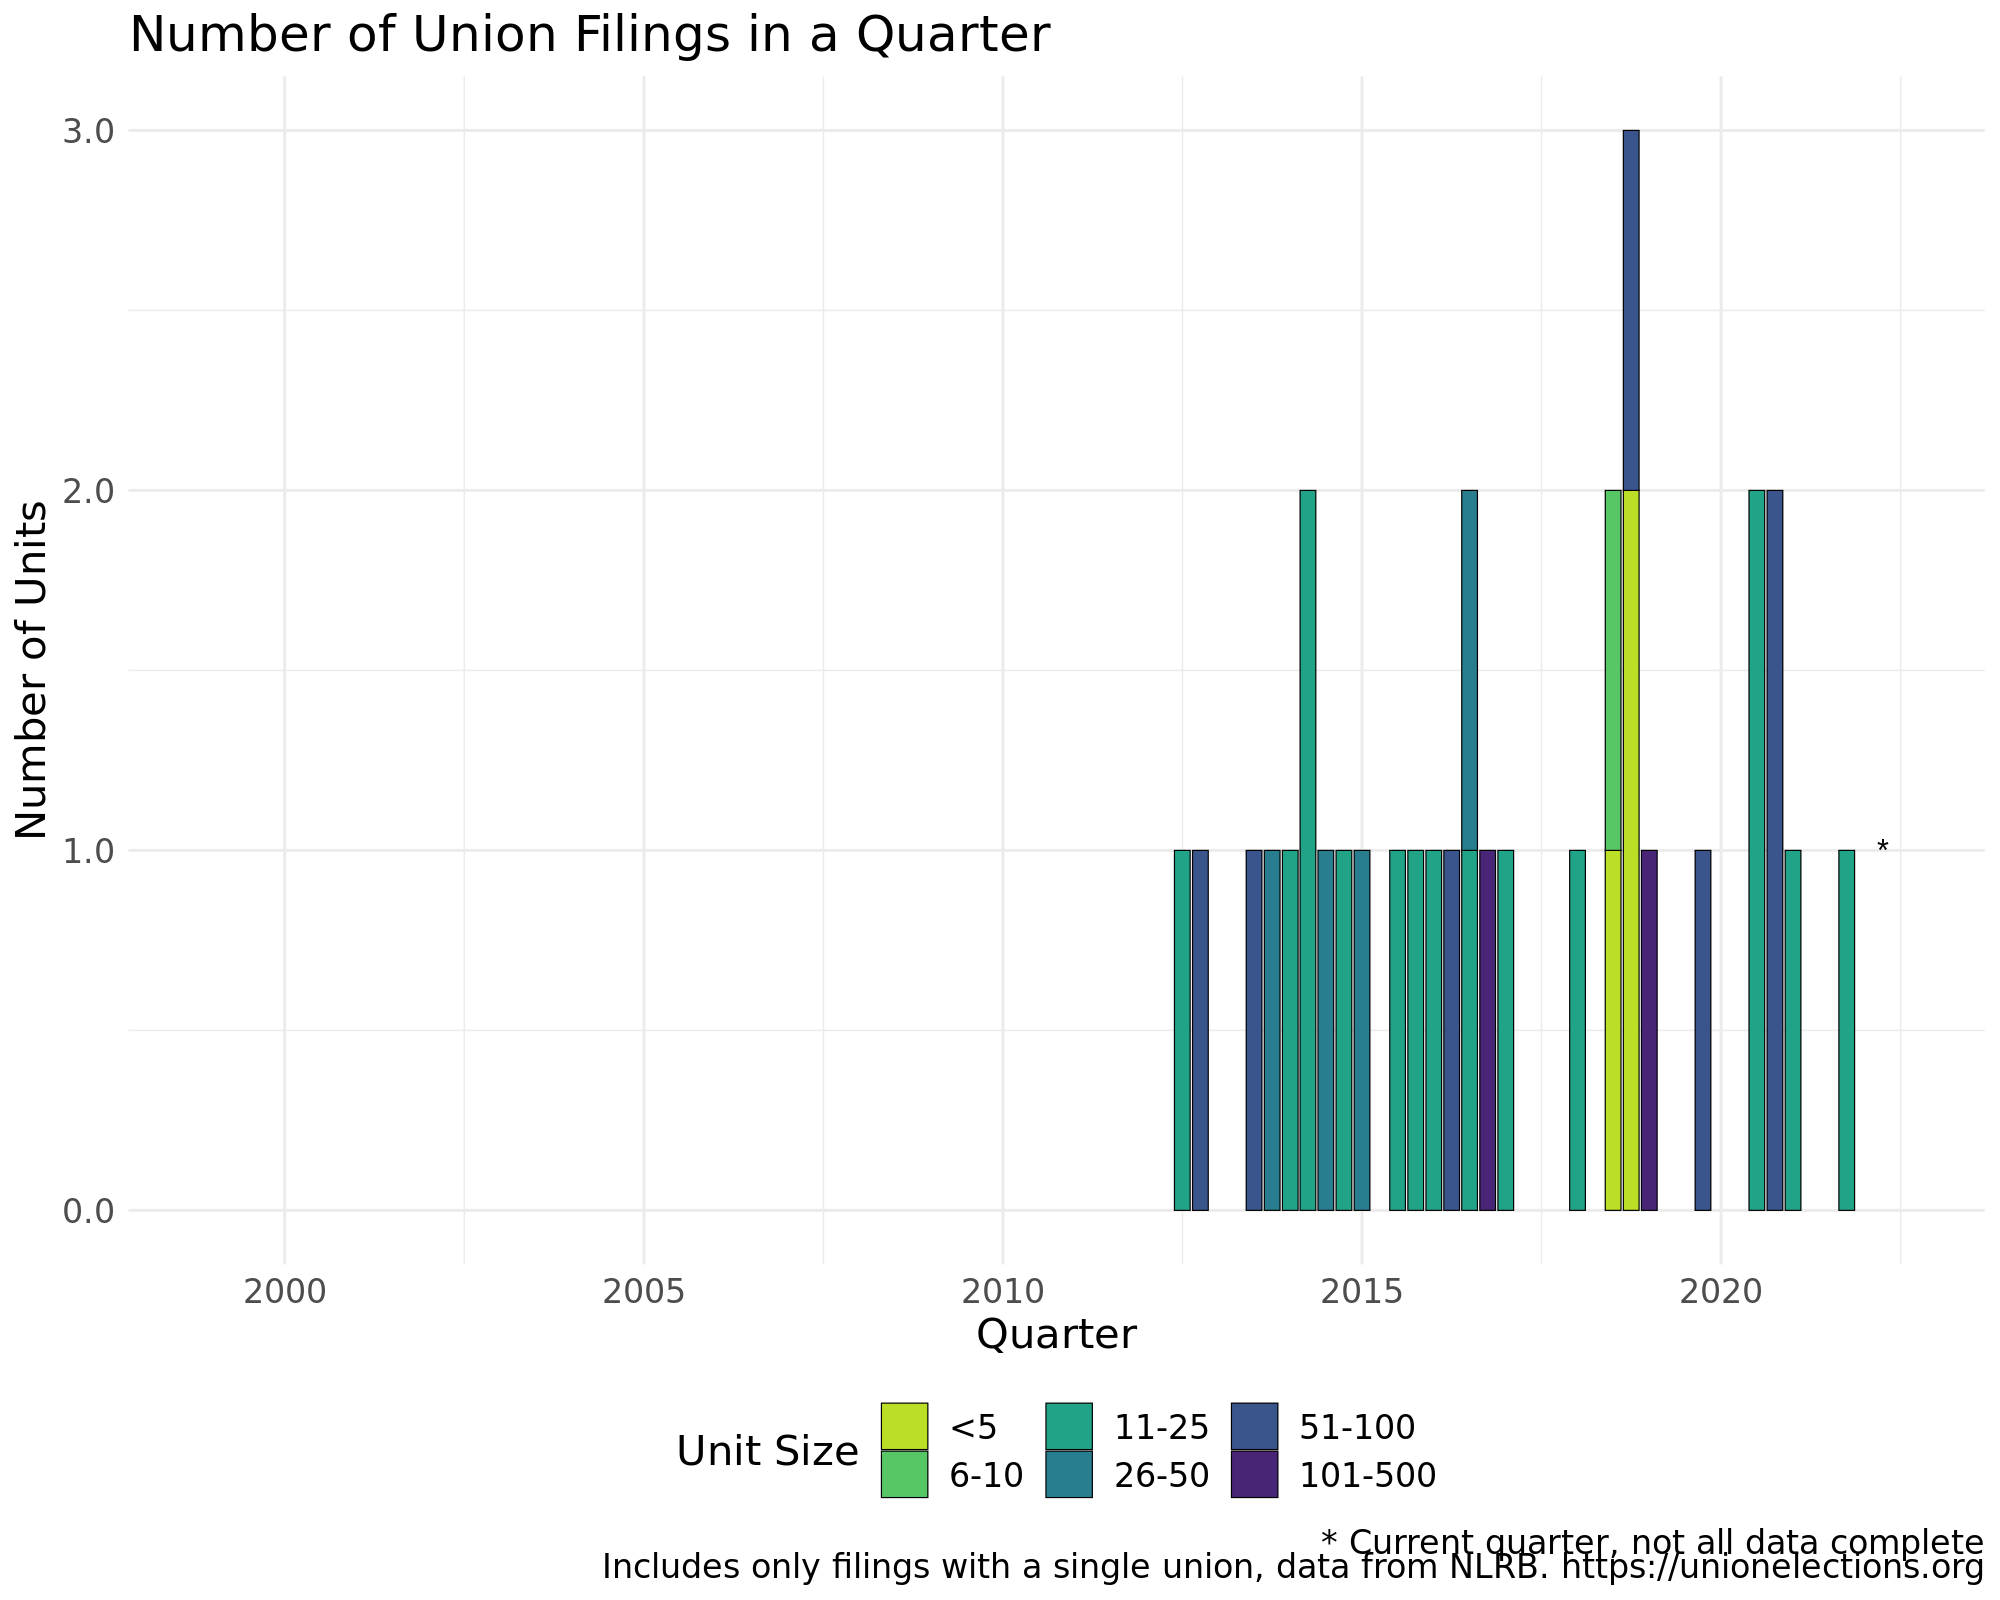 Number of Union Filings in a Quarter
Number of Units
3.0
2.0
1.0
0.0
*
2000 2005 2010 2015 2020
Quarter
Unit Size
<5 11-25 51-100
6-10 26-50 101-500
* Current quarter, not all data complete
Includes only filings with a single union, data from NLRB. https://unionelections.org